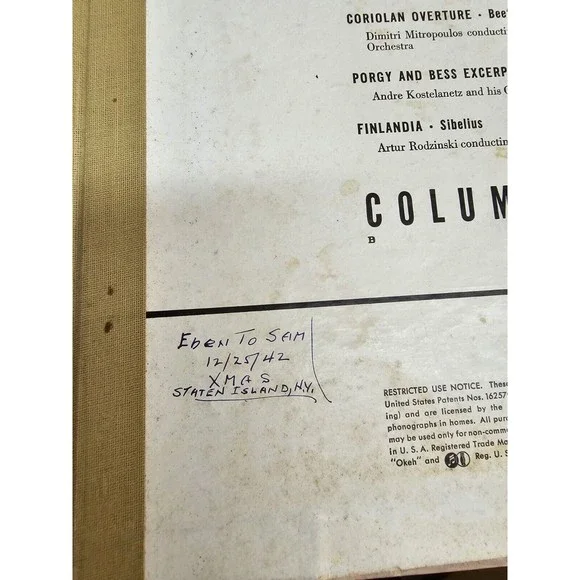 CORIOLAN OVERTURE · Bee
Dimitri Mitropoulos conducti
Orchestra
PORGY AND BESS EXCERP
Andre Kostelanetz and his
FINLANDIA · Sibelius
Artur Rodzinski conductin
COLUM
B
EDEN TO SAM
12/25/42
XMAS
STATEN ISLAND, N.Y.
RESTRICTED USE NOTICE. These
United States Patents Nos. 16257
ing) and are licensed by the
phonographs in homes. All pur
may be used only for non-comm
In U. S. A. Registered Trade Ma
"Okeh" and Reg. U. S